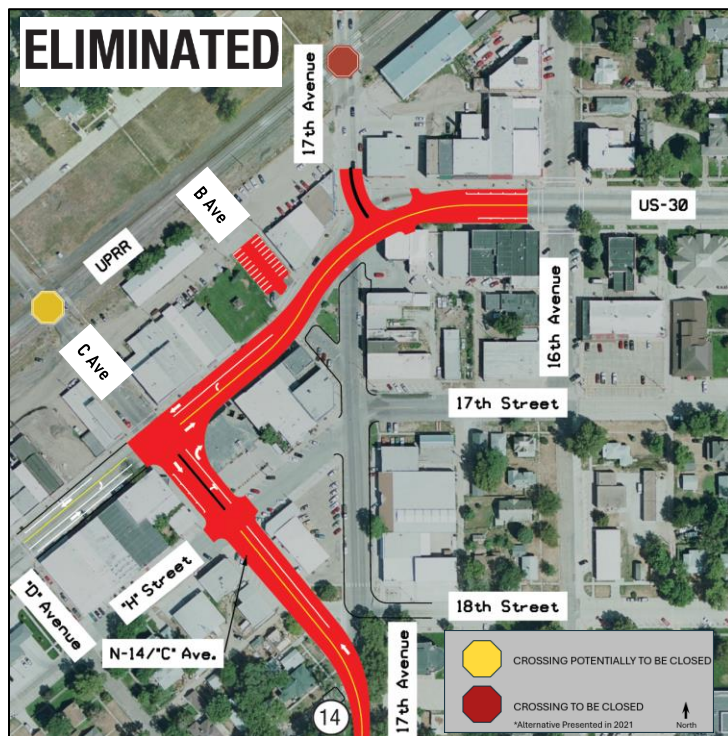 ELIMINATED
17th Avenue
B Ave
US-30
UPRR
16th Avenue
C Ave
17th Street
"D" Avenue
"H" Street
18th Street
N-14/"C" Ave.
17th Avenue
14
CROSSING POTENTIALLY TO BE CLOSED
CROSSING TO BE CLOSED
*Alternative Presented in 2021
North